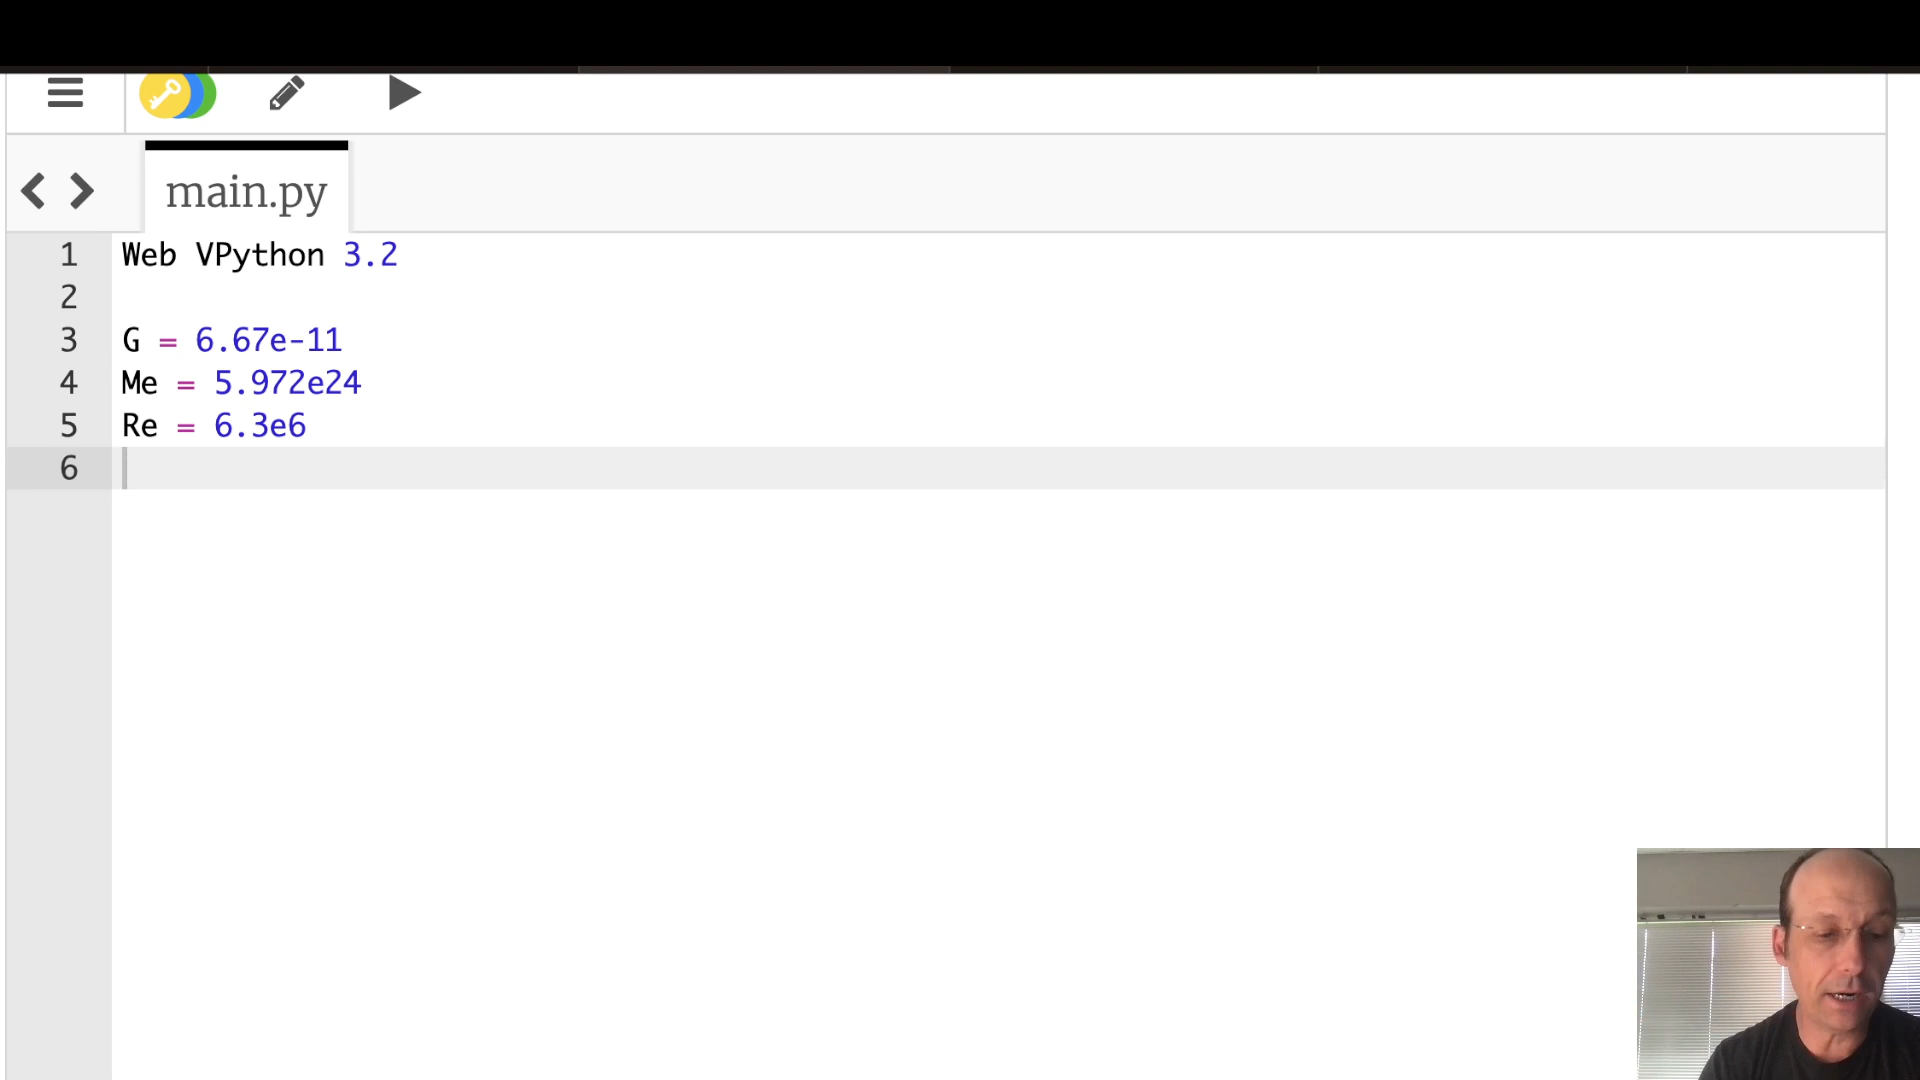 main.py
1 Web VPython 3.2
2
3 G = 6.67e-11
4 Me = 5.972e24
5 Re = 6.3e6
6